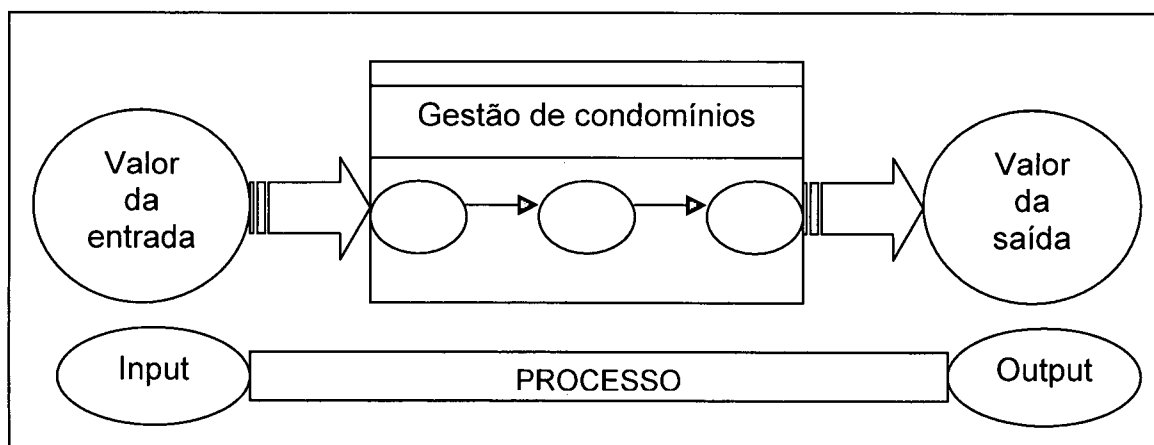 Gestão de condomínios
Valor
da
entrada
Valor
da
saída
Input
PROCESSO
Output